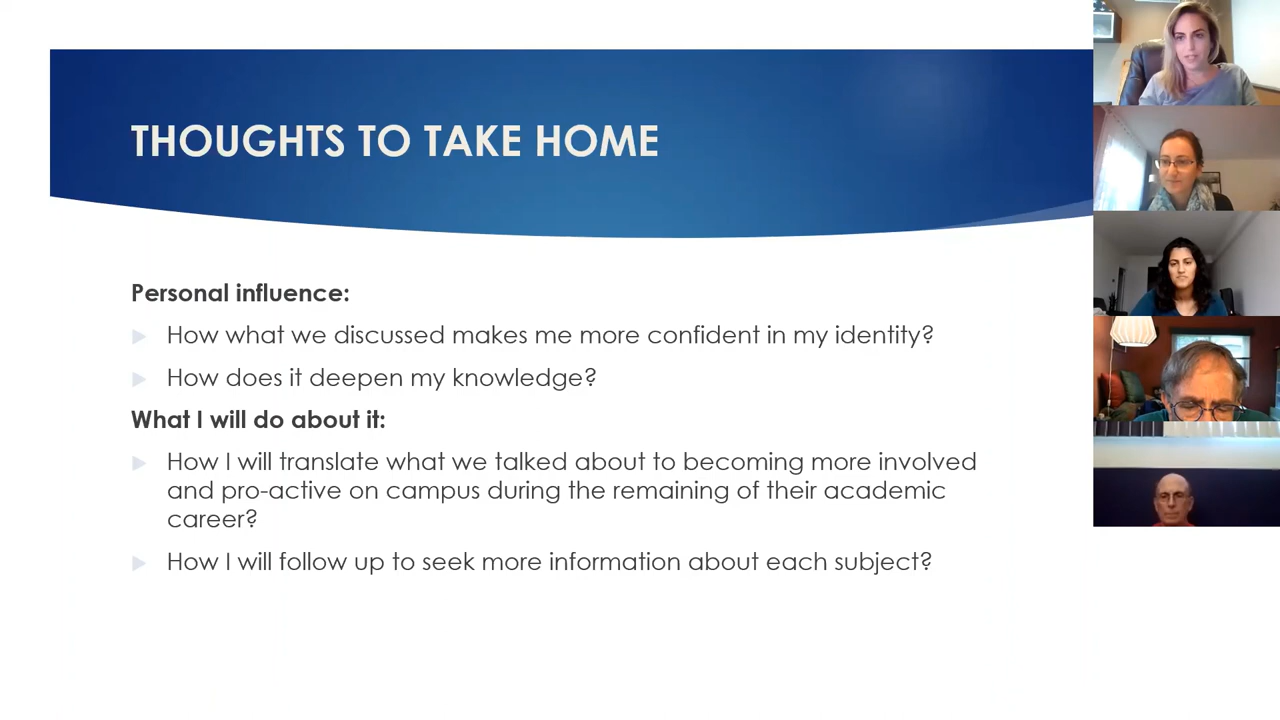 THOUGHTS TO TAKE HOME
Personal influence:
How what we discussed makes me more confident in my identity?
How does it deepen my knowledge?
What I will do about it:
How I will translate what we talked about to becoming more involved
and pro-active on campus during the remaining of their academic
career?
How I will follow up to seek more information about each subject?